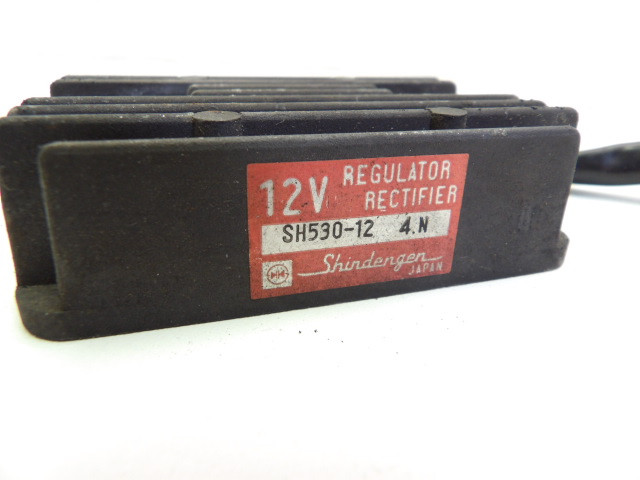 12V REGULATOR
RECTIFIER
SH530-12 4.N
Shindengen
JAPAN